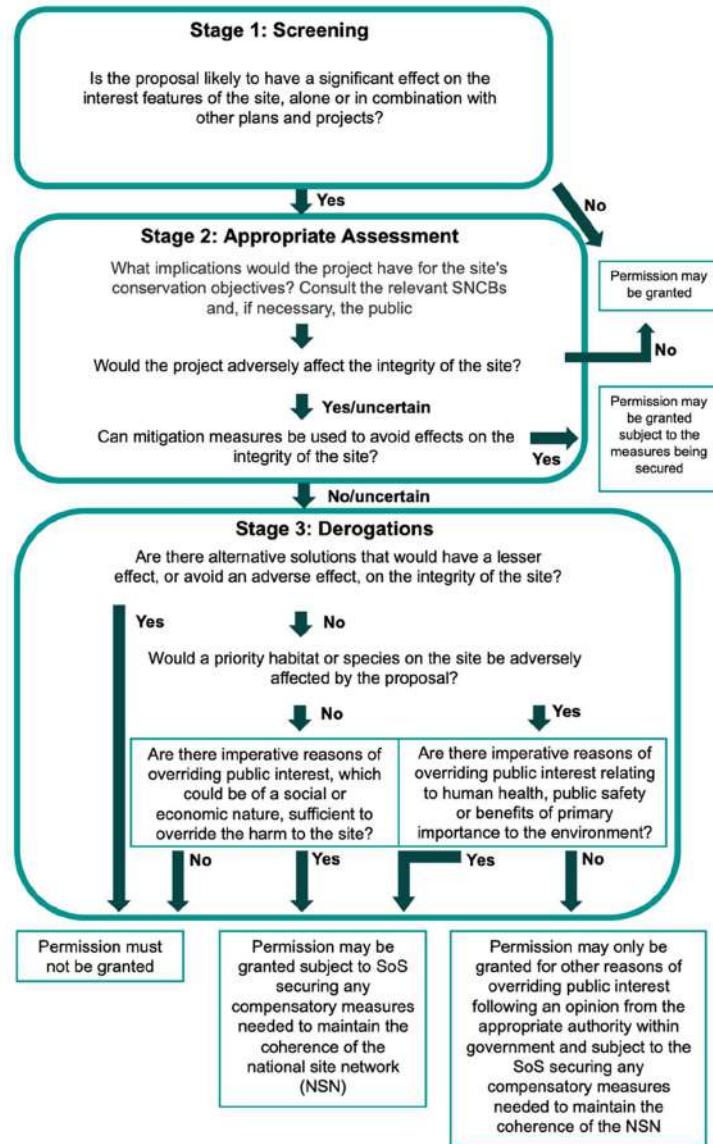 Stage 1: Screening
Is the proposal likely to have a significant effect on the
interest features of the site, alone or in combination with
other plans and projects?
Yes
No
Stage 2: Appropriate Assessment
What implications would the project have for the site's
conservation objectives? Consult the relevant SNCBs
and, if necessary, the public
Permission may
be granted
Would the project adversely affect the integrity of the site?
No
Yes/uncertain
Can mitigation measures be used to avoid effects on the
integrity of the site?
Yes
Permission may
be granted
subject to the
measures being
secured
No/uncertain
Stage 3: Derogations
Are there alternative solutions that would have a lesser
effect, or avoid an adverse effect, on the integrity of the site?
Yes
No
Would a priority habitat or species on the site be adversely
affected by the proposal?
No
Yes
Are there imperative reasons of
overriding public interest, which
could be of a social or
economic nature, sufficient to
override the harm to the site?
Are there imperative reasons of
overriding public interest relating
to human health, public safety
or benefits of primary
importance to the environment?
No
Yes
Yes
No
Permission must
not be granted
Permission may be
granted subject to SoS
securing any
compensatory measures
needed to maintain the
coherence of the
national site network
(NSN)
Permission may only be
granted for other reasons of
overriding public interest
following an opinion from the
appropriate authority within
government and subject to the
SoS securing any
compensatory measures
needed to maintain the
coherence of the NSN